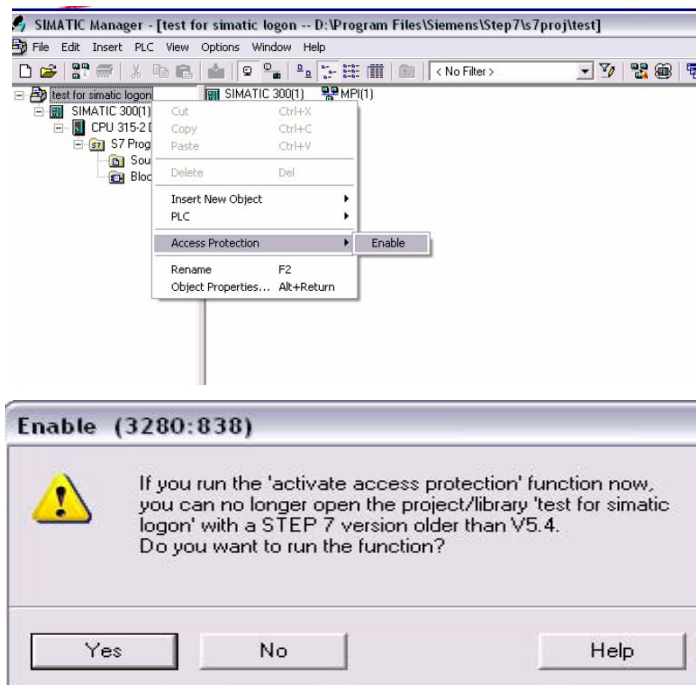 SIMATIC Manager - [test for simatic logon -- D:\Program Files\Siemens\Step7\s7proj\test]
File Edit Insert PLC View Options Window Help
< No Filter >
test for simatic logon
SIMATIC 300(1) MPI(1)
SIMATIC 300(1)
Cut Ctrl+X
CPU 315-2
Copy Ctrl+C
S7 Prog
Paste Ctrl+V
Sou
Delete Del
Bloc
Insert New Object
PLC
Access Protection Enable
Rename F2
Object Properties... Alt+Return
Enable (3280:838)
If you run the 'activate access protection' function now,
you can no longer open the project/library 'test for simatic
logon' with a STEP 7 version older than V5.4.
Do you want to run the function?
Yes No Help